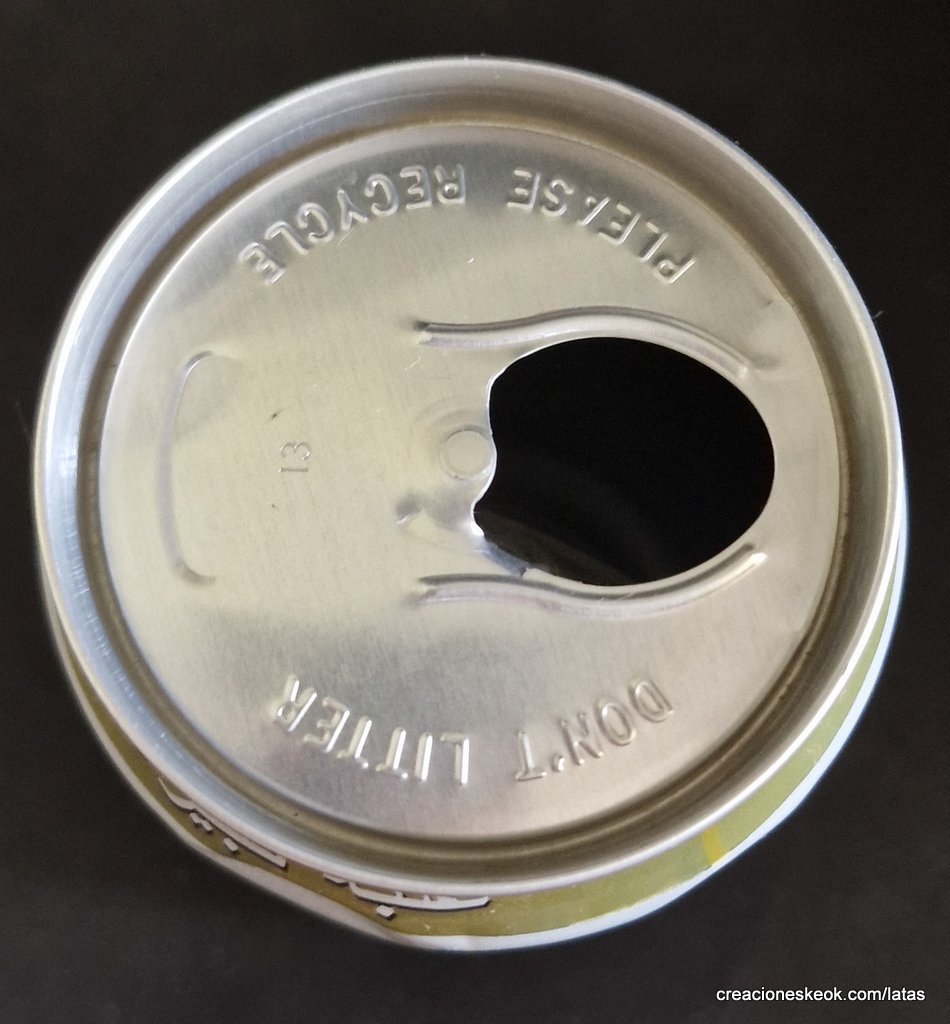 PLEASE RECYCLE
13
DON'T LITTER
creacioneskeok.com/latas